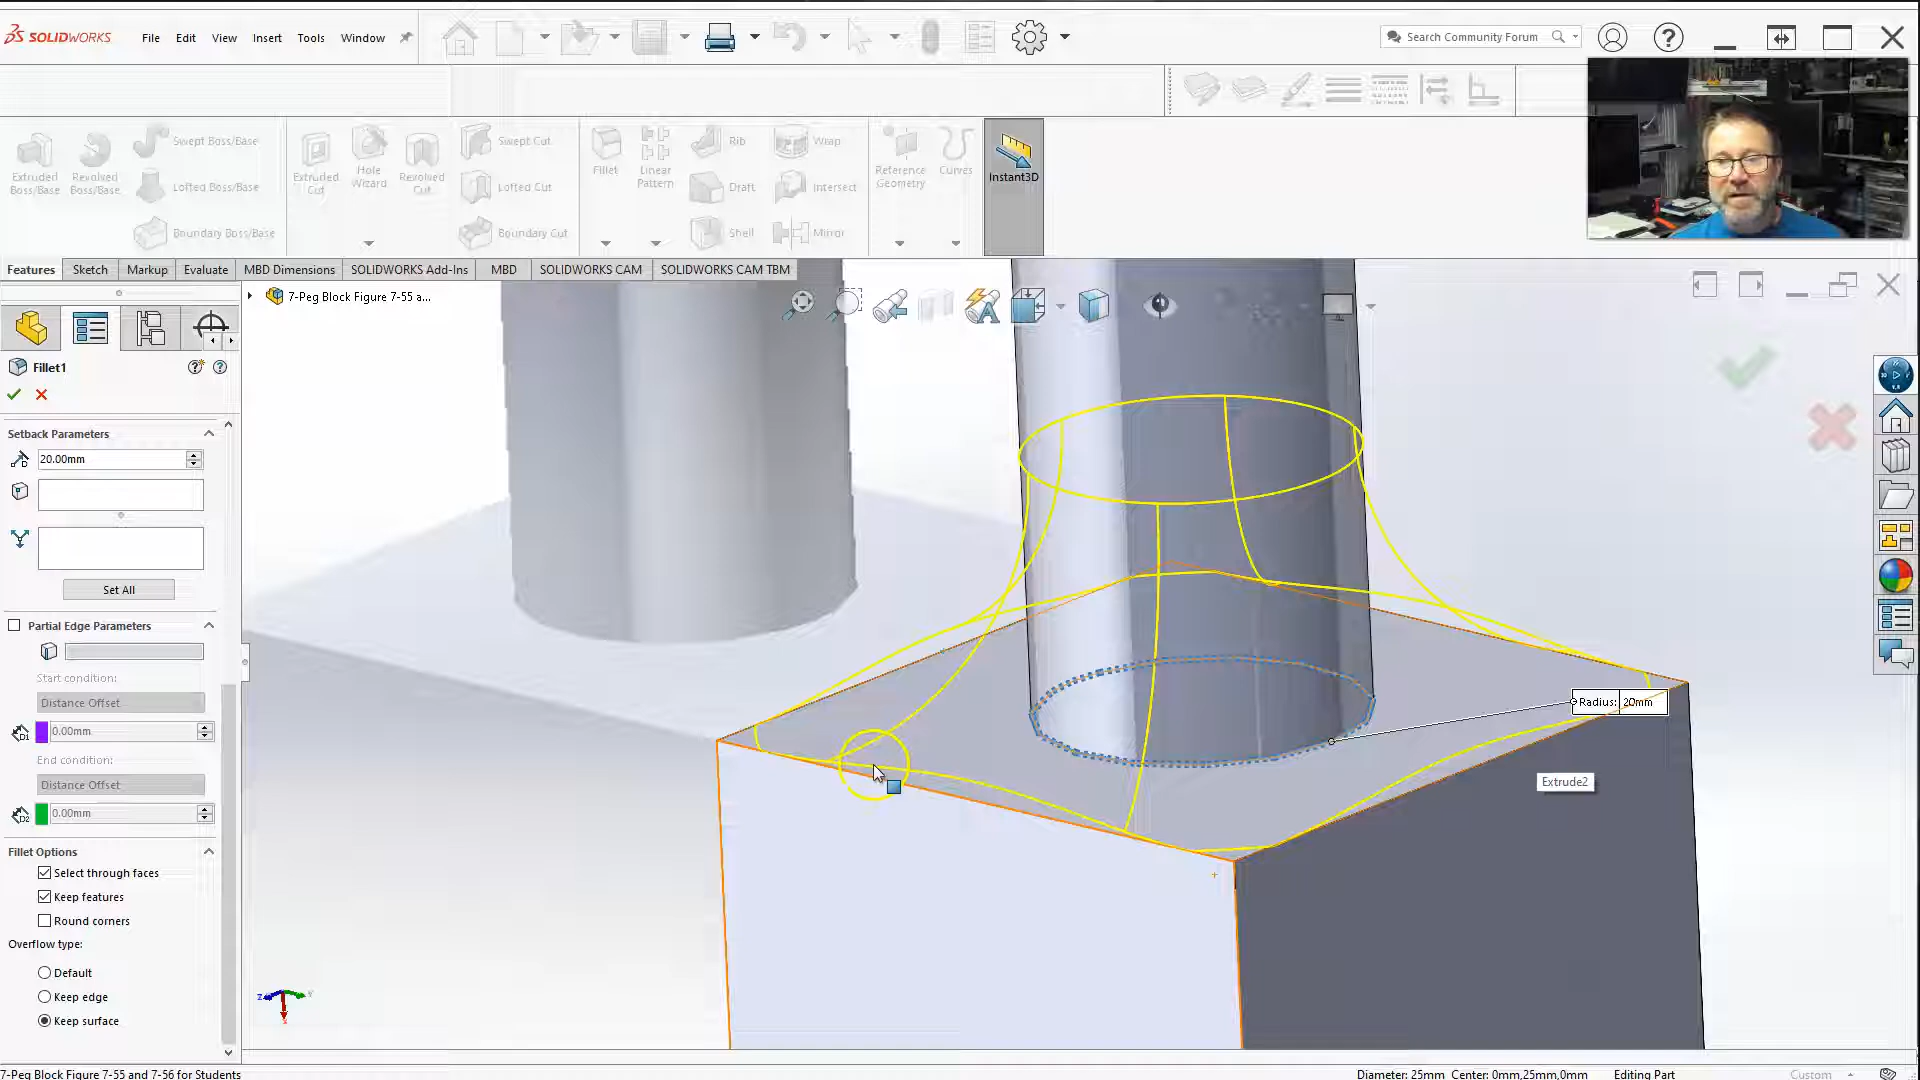 SOLIDWORKS
File Edit View Insert Tools Window
Search Community Forum
Extruded Boss/Base
Revolved Boss/Base
Swept Boss/Base
Lofted Boss/Base
Boundary Boss/Base
Extruded Cut
Hole Wizard
Revolved Cut
Swept Cut
Lofted Cut
Boundary Cut
Fillet
Linear Pattern
Rib
Draft
Shell
Wrap
Intersect
Mirror
Reference Geometry
Curves
Instant3D
Features Sketch Markup Evaluate MBD Dimensions SOLIDWORKS Add-Ins MBD SOLIDWORKS CAM SOLIDWORKS CAM TBM
7-Peg Block Figure 7-55 a...
Fillet1
Setback Parameters
20.00mm
Set All
Partial Edge Parameters
Start condition:
Distance Offset
0.00mm
End condition:
Distance Offset
0.00mm
Fillet Options
Select through faces
Keep features
Round corners
Overflow type:
Default
Keep edge
Keep surface
Radius: 20mm
Extrude2
7-Peg Block Figure 7-55 and 7-56 for Students
Diameter: 25mm Center: 0mm,25mm,0mm Editing Part Custom